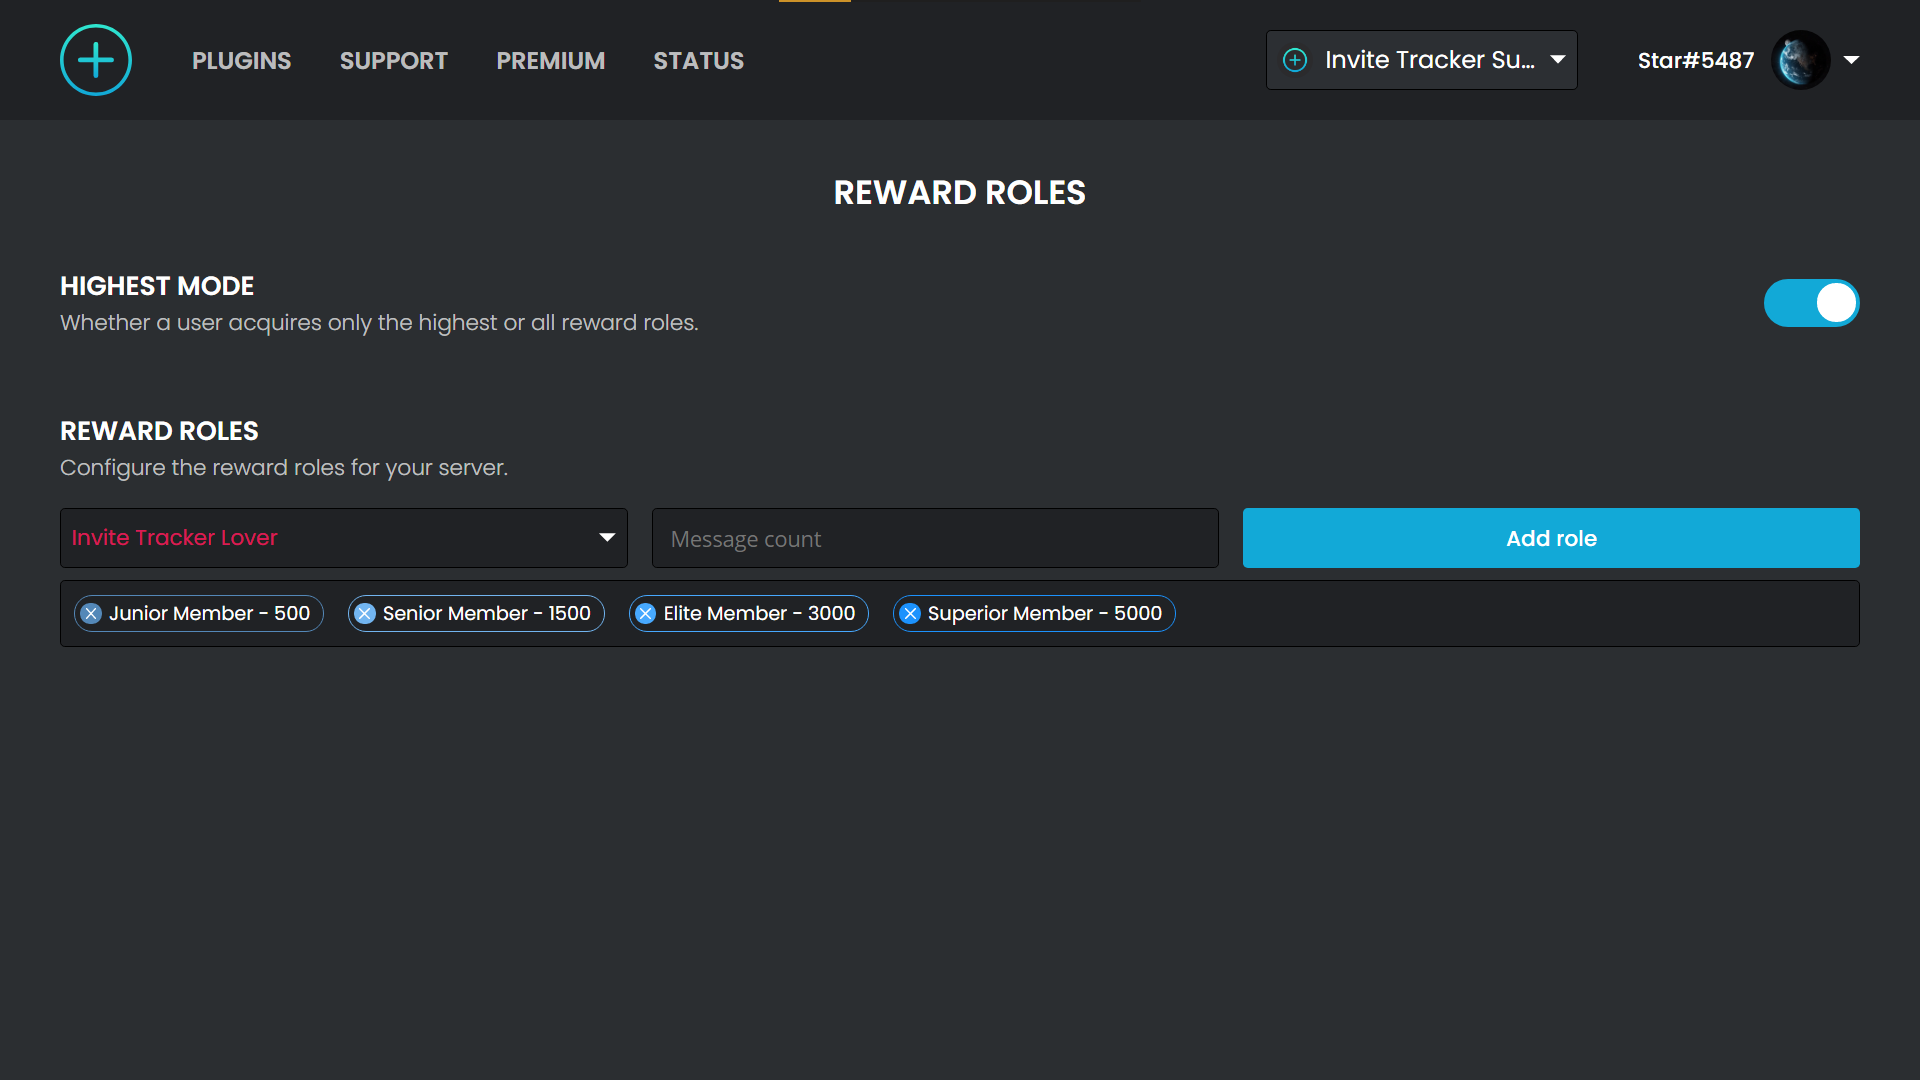 PLUGINS SUPPORT PREMIUM STATUS Invite Tracker Su... Star#5487
REWARD ROLES
HIGHEST MODE
Whether a user acquires only the highest or all reward roles.
REWARD ROLES
Configure the reward roles for your server.
Invite Tracker Lover Message count Add role
Junior Member - 500 Senior Member - 1500 Elite Member - 3000 Superior Member - 5000